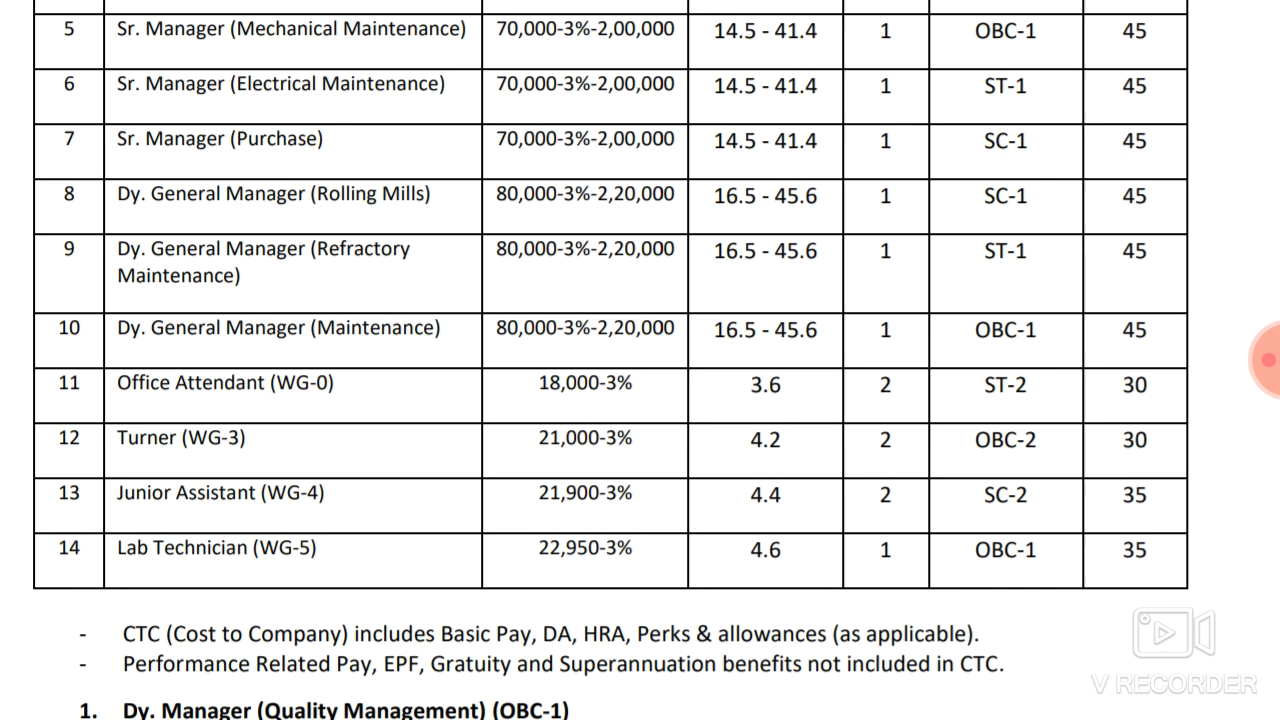 5 Sr. Manager (Mechanical Maintenance) 70,000-3%-2,00,000 14.5 - 41.4 1 OBC-1 45
6 Sr. Manager (Electrical Maintenance) 70,000-3%-2,00,000 14.5 - 41.4 1 ST-1 45
7 Sr. Manager (Purchase) 70,000-3%-2,00,000 14.5 - 41.4 1 SC-1 45
8 Dy. General Manager (Rolling Mills) 80,000-3%-2,20,000 16.5 - 45.6 1 SC-1 45
9 Dy. General Manager (Refractory 80,000-3%-2,20,000 16.5 - 45.6 1 ST-1 45
Maintenance)
10 Dy. General Manager (Maintenance) 80,000-3%-2,20,000 16.5 - 45.6 1 OBC-1 45
11 Office Attendant (WG-0) 18,000-3% 3.6 2 ST-2 30
12 Turner (WG-3) 21,000-3% 4.2 2 OBC-2 30
13 Junior Assistant (WG-4) 21,900-3% 4.4 2 SC-2 35
14 Lab Technician (WG-5) 22,950-3% 4.6 1 OBC-1 35
- CTC (Cost to Company) includes Basic Pay, DA, HRA, Perks & allowances (as applicable).
- Performance Related Pay, EPF, Gratuity and Superannuation benefits not included in CTC.
V RECORDER
1. Dy. Manager (Quality Management) (OBC-1)